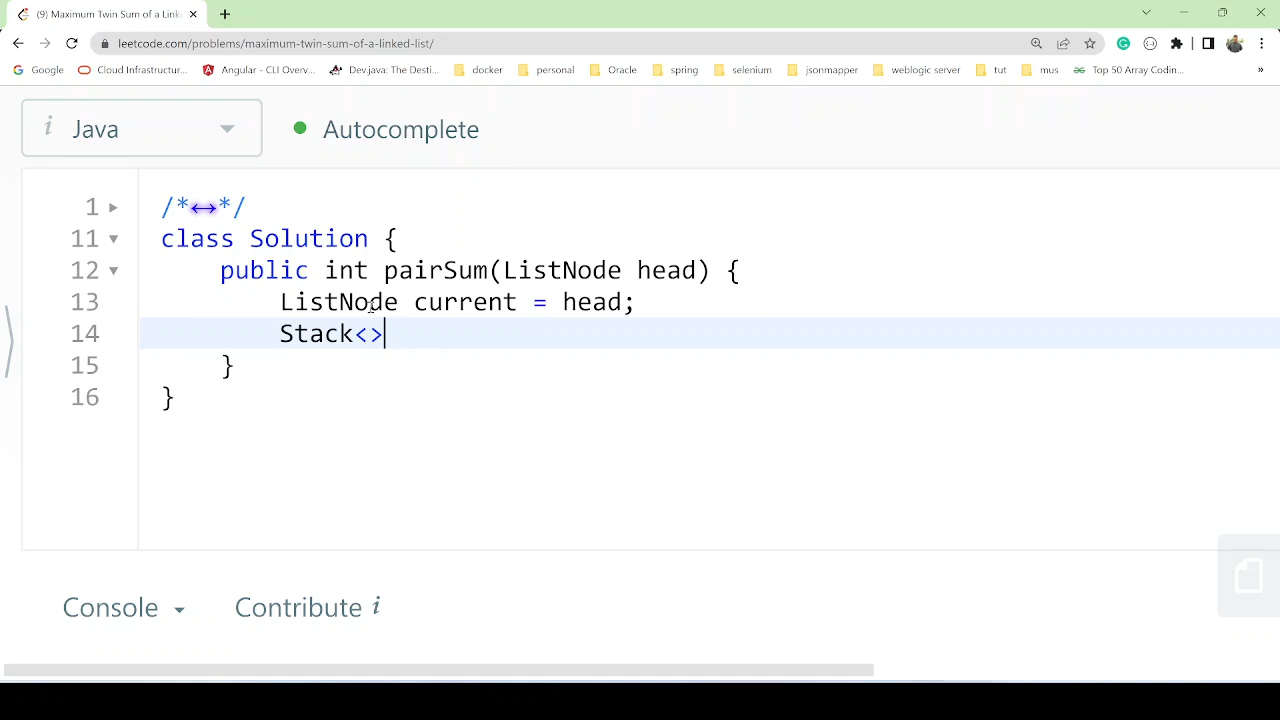 (9) Maximum Twin Sum of a Link
leetcode.com/problems/maximum-twin-sum-of-a-linked-list/
Google Cloud Infrastructur... Angular - CLI Overv... Dev.java: The Desti... docker personal Oracle spring selenium jsonmapper weblogic server tut mus Top 50 Array Codin... »
i Java Autocomplete
1 /*↔*/
11 class Solution {
12 public int pairSum(ListNode head) {
13 ListNode current = head;
14 Stack<>
15 }
16 }
Console Contribute i